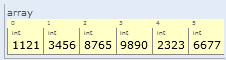 array
0 1 2 3 4 5
int int int int int int
1121 3456 8765 9890 2323 6677